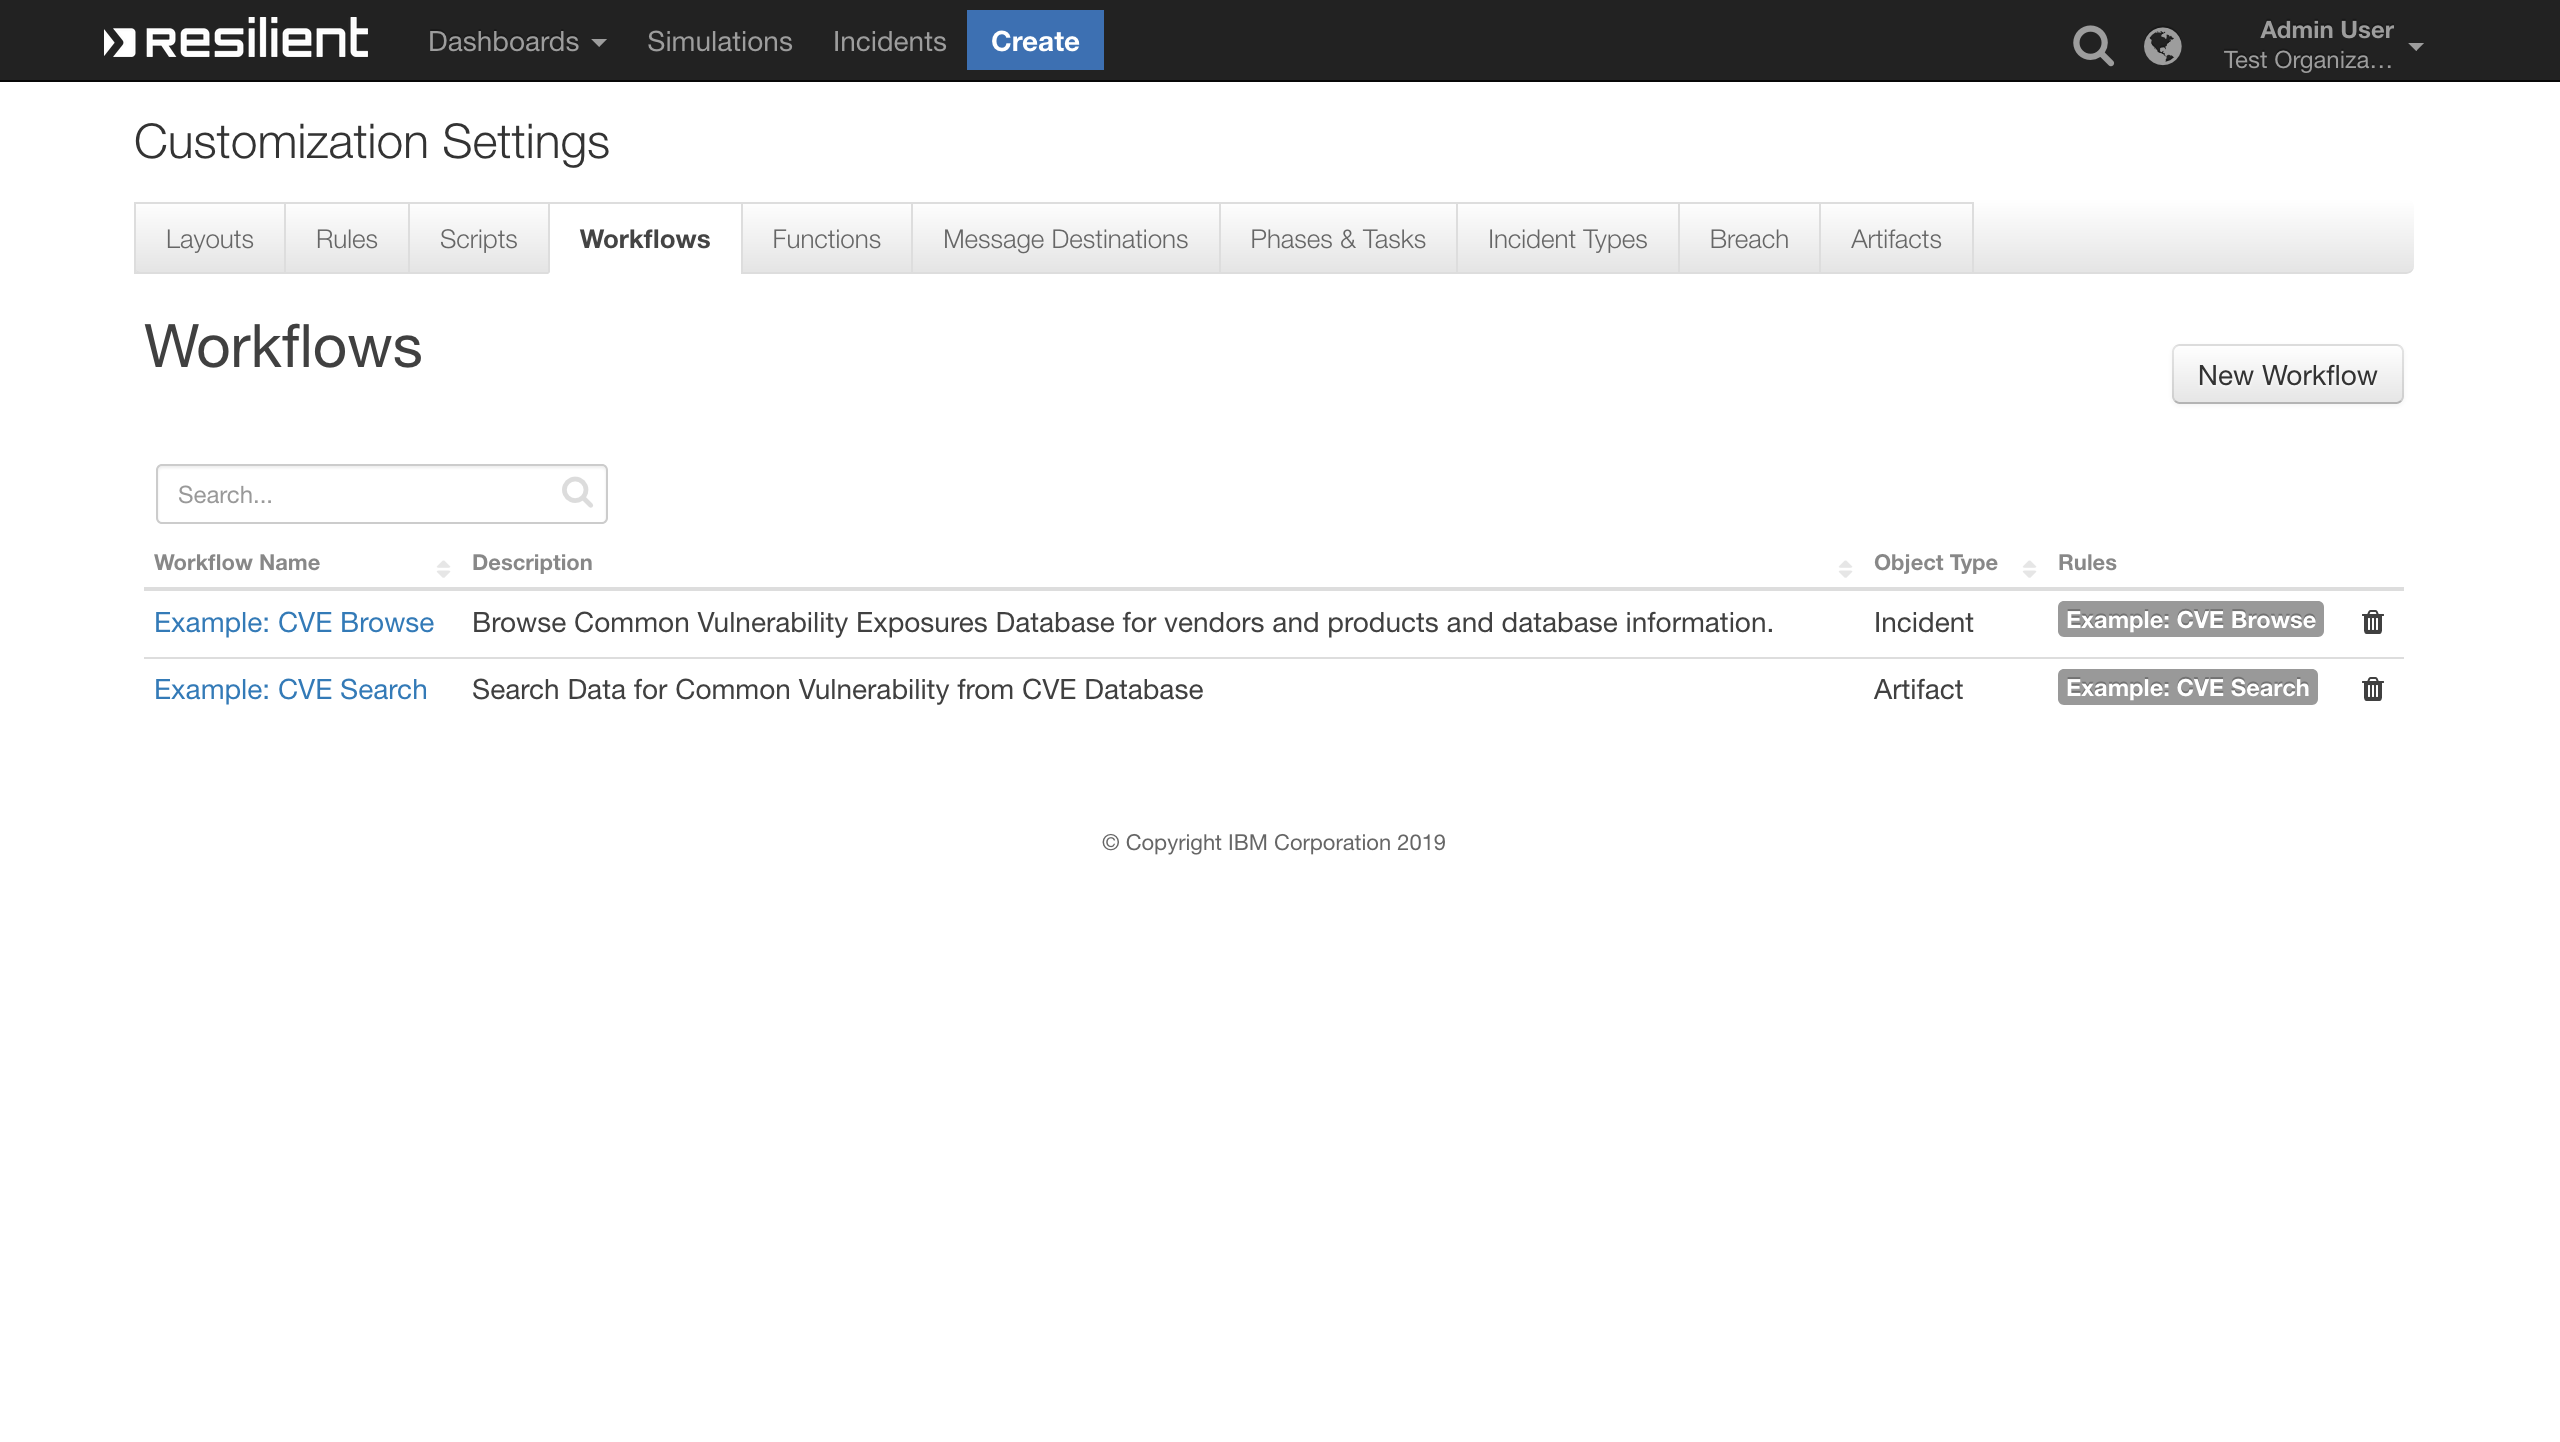 resilient Dashboards Simulations Incidents Create Admin User
Test Organiza...
Customization Settings
Layouts Rules Scripts Workflows Functions Message Destinations Phases & Tasks Incident Types Breach Artifacts
Workflows
New Workflow
Search...
Workflow Name Description Object Type Rules
Example: CVE Browse Browse Common Vulnerability Exposures Database for vendors and products and database information. Incident Example: CVE Browse
Example: CVE Search Search Data for Common Vulnerability from CVE Database Artifact Example: CVE Search
© Copyright IBM Corporation 2019